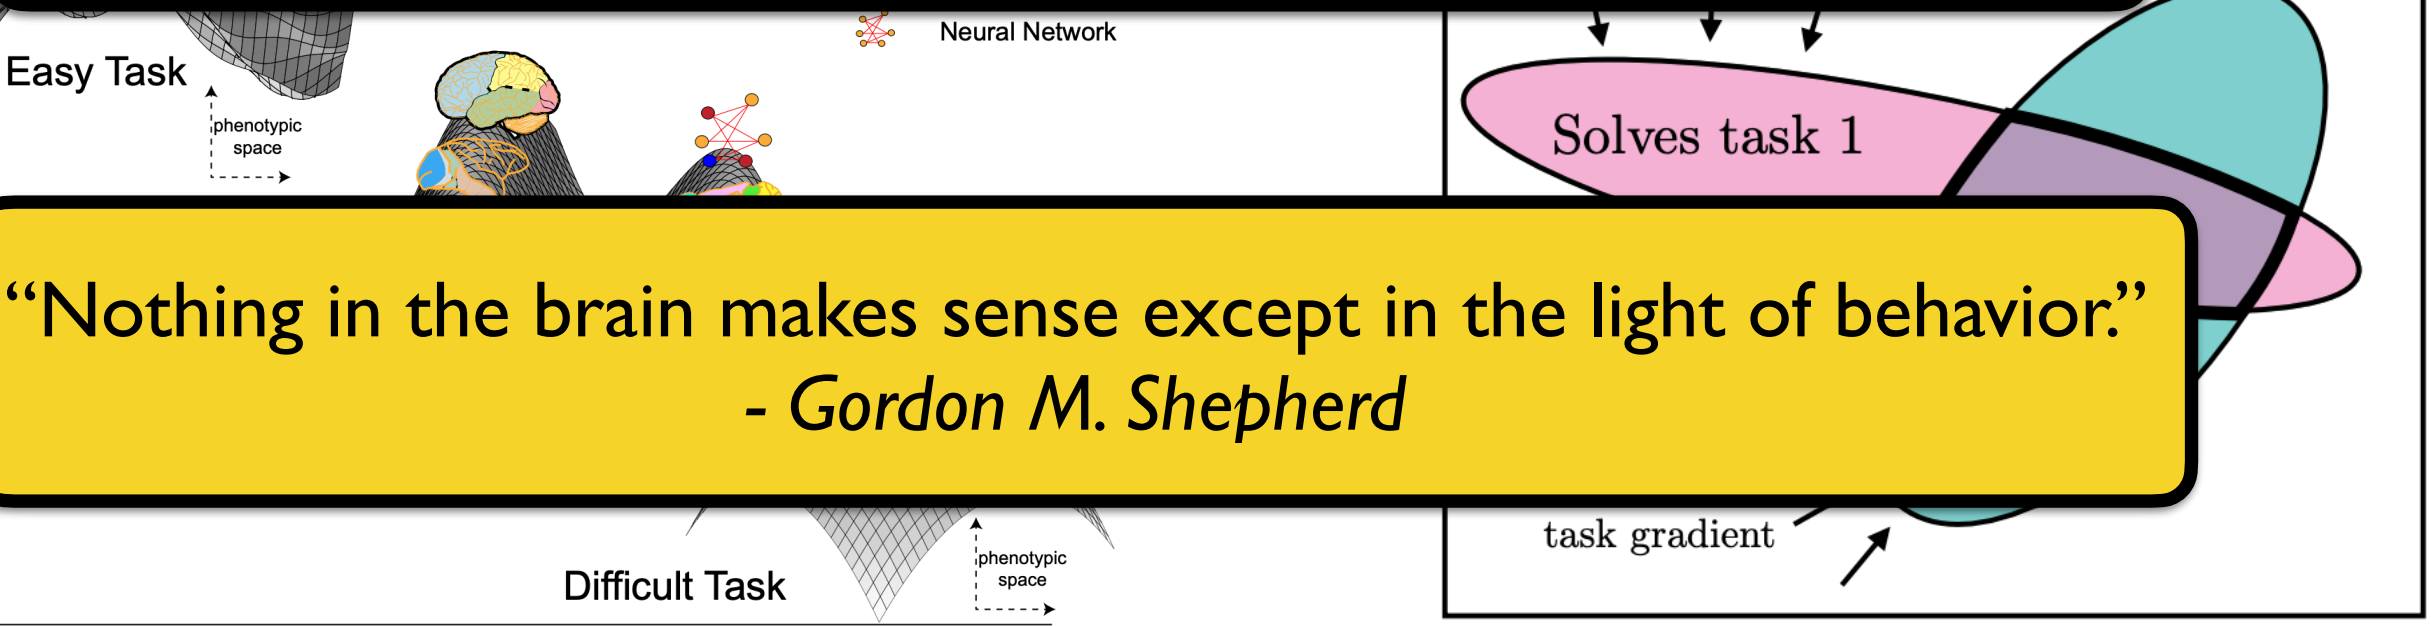 Neural Network
Easy Task
phenotypic
space
Solves task 1
“Nothing in the brain makes sense except in the light of behavior.”
- Gordon M. Shepherd
task gradient
phenotypic
space
Difficult Task